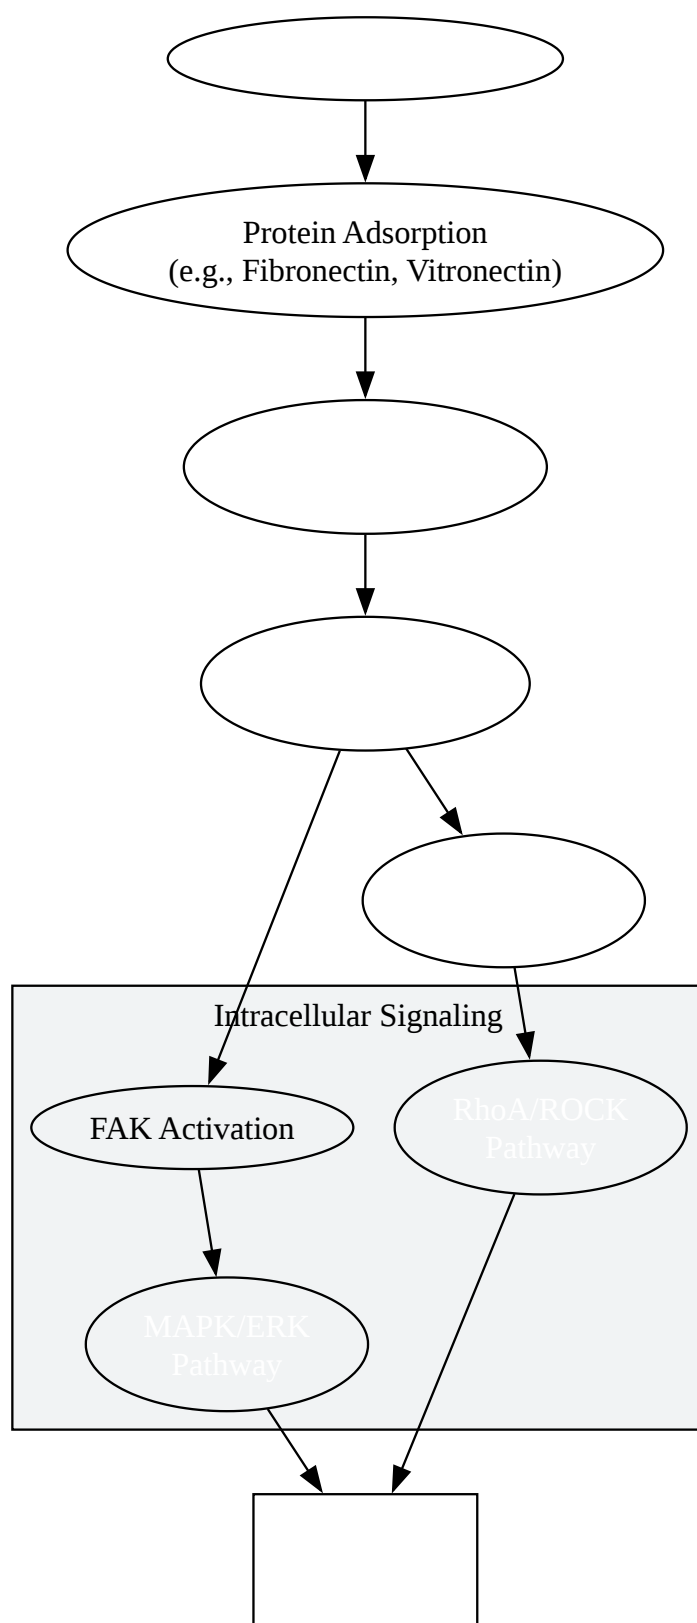 Protein Adsorption
(e.g., Fibronectin, Vitronectin)
Intracellular Signaling
FAK Activation
RhoA/ROCK
Pathway
MAPK/ERK
Pathway